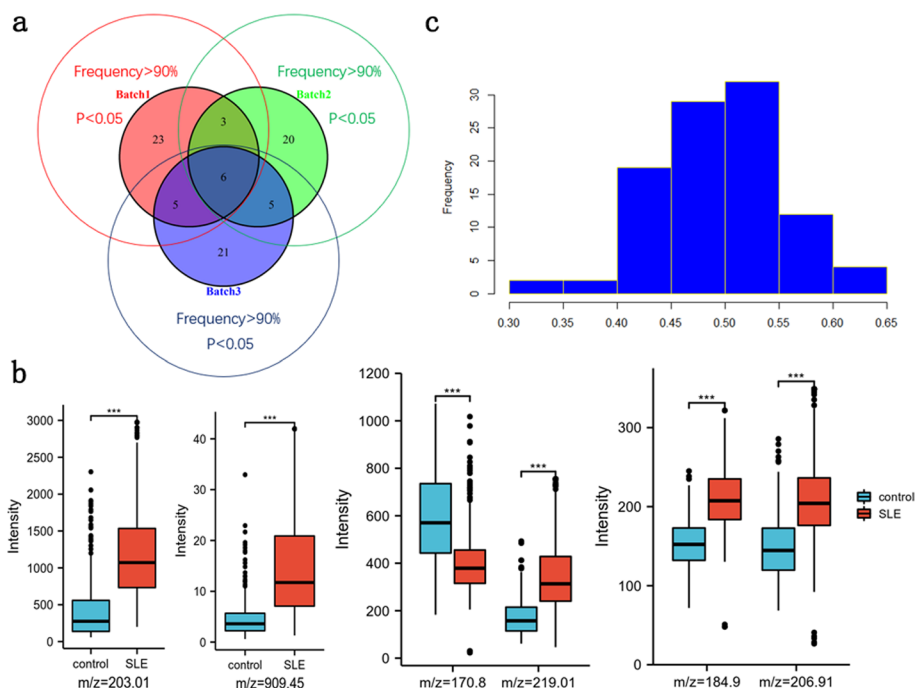 a
Frequency>90%
Batch1
P<0.05
Frequency>90%
Batch2
P<0.05
23
3
20
6
5
5
21
Batch3
Frequency>90%
P<0.05
c
Frequency
30
25
20
15
10
5
0
0.30 0.35 0.40 0.45 0.50 0.55 0.60 0.65
b
Intensity
3000
2500
2000
1500
1000
500
0
***
control SLE
m/z=203.01
Intensity
40
30
20
10
0
***
control SLE
m/z=909.45
Intensity
1200
1000
800
600
400
200
0
***
***
m/z=170.8 m/z=219.01
Intensity
300
200
100
0
***
***
m/z=184.9 m/z=206.91
control
SLE